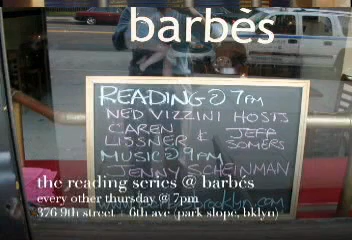 barbès
READING @ 7PM
NED VIZZINI HOSTS
CAREN LISSNER & JEFF SOMERS
MUSIC @ 9PM
JENNY SCHEINMAN
the reading series @ barbès
every other thursday @ 7pm
376 9th street 6th ave (park slope, bklyn)